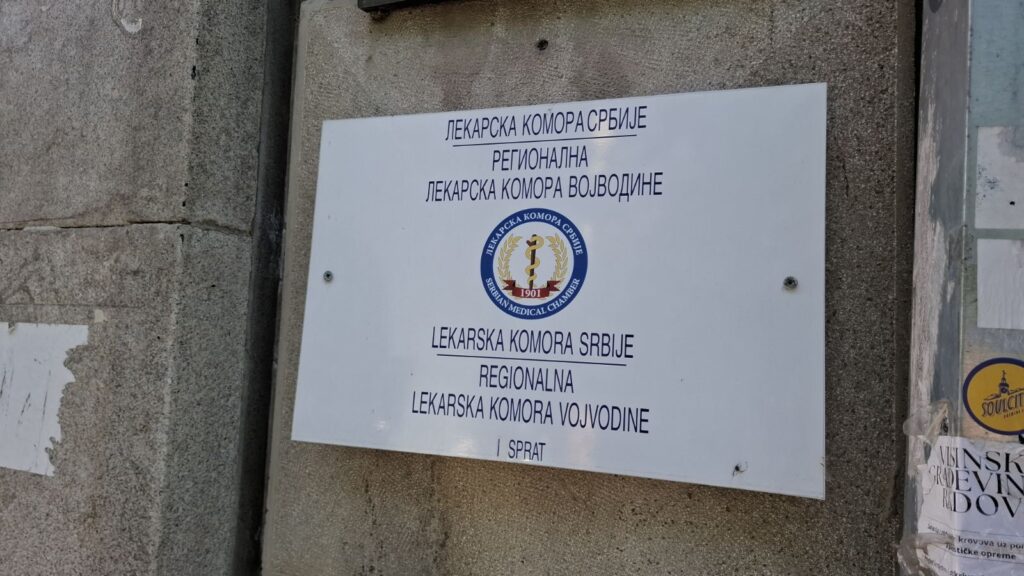 ЛЕКАРСКА КОМОРА СРБИЈЕ
РЕГИОНАЛНА
ЛЕКАРСКА КОМОРА ВОЈВОДИНЕ
ЛЕКАРСКА КОМОРА СРБИЈЕ
1901
SERBIAN MEDICAL CHAMBER
LEKARSKA KOMORA SRBIJE
REGIONALNA
LEKARSKA KOMORA VOJVODINE
I SPRAT
SOULCIT